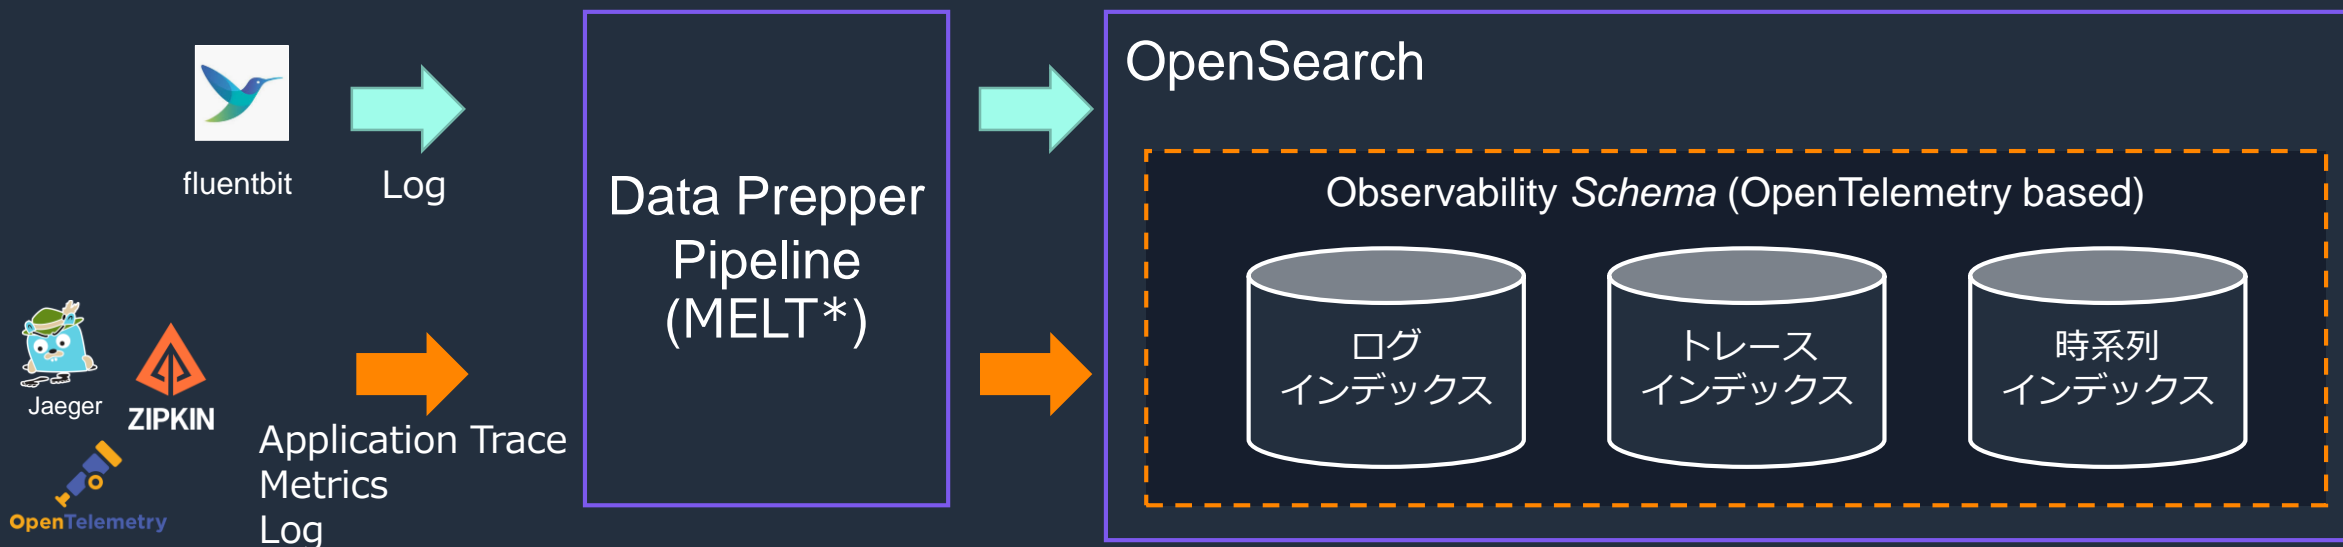 fluentbit
Log
Jaeger
ZIPKIN
OpenTelemetry
Application Trace
Metrics
Log
Data Prepper
Pipeline
(MELT*)
OpenSearch
Observability Schema (OpenTelemetry based)
ログ
インデックス
トレース
インデックス
時系列
インデックス